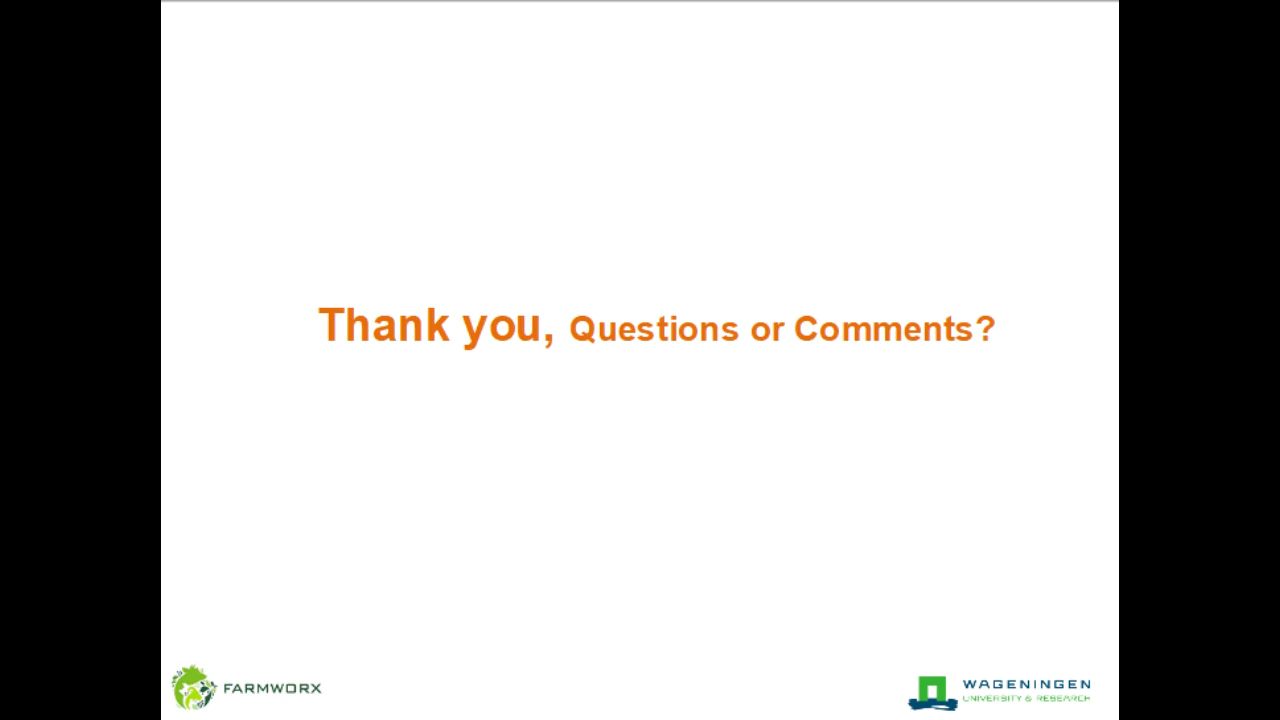 Thank you, Questions or Comments?
FARMWORX
WAGENINGEN
UNIVERSITY & RESEARCH